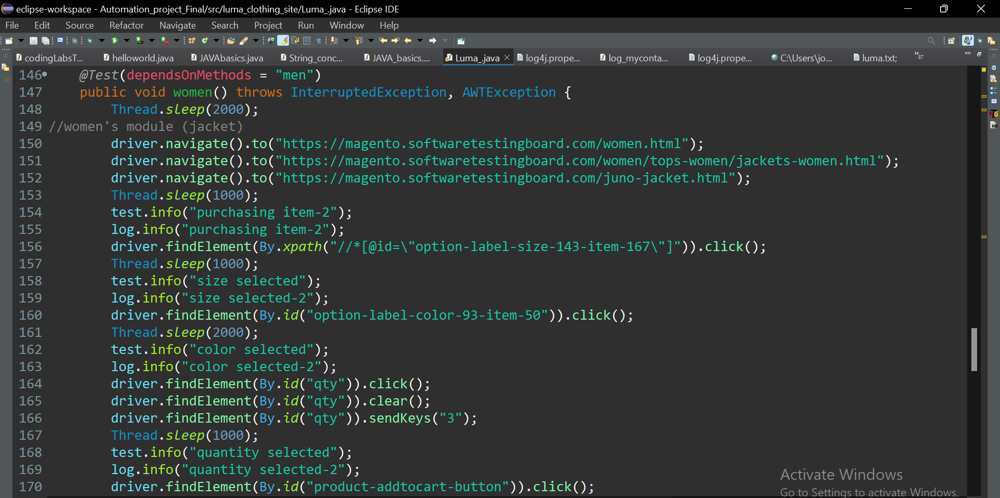 eclipse-workspace - Automation_project_Final/src/luma_clothing_site/Luma_.java - Eclipse IDE
File Edit Source Refactor Navigate Search Project Run Window Help
codingLabsT... helloworld.java JAVAbasics.java String_conc... JAVA_basics.... Luma_.java log4j.prope... log_myconta... log4j.prope... C:\Users\jo... luma.txt; »87
146 @Test(dependsOnMethods = "men")
147 public void women() throws InterruptedException, AWTException {
148 Thread.sleep(2000);
149 //women's module (jacket)
150 driver.navigate().to("https://magento.softwaretestingboard.com/women.html");
151 driver.navigate().to("https://magento.softwaretestingboard.com/women/tops-women/jackets-women.html");
152 driver.navigate().to("https://magento.softwaretestingboard.com/juno-jacket.html");
153 Thread.sleep(1000);
154 test.info("purchasing item-2");
155 log.info("purchasing item-2");
156 driver.findElement(By.xpath("//*[@id=\"option-label-size-143-item-167\"]")).click();
157 Thread.sleep(1000);
158 test.info("size selected");
159 log.info("size selected-2");
160 driver.findElement(By.id("option-label-color-93-item-50")).click();
161 Thread.sleep(2000);
162 test.info("color selected");
163 log.info("color selected-2");
164 driver.findElement(By.id("qty")).click();
165 driver.findElement(By.id("qty")).clear();
166 driver.findElement(By.id("qty")).sendKeys("3");
167 Thread.sleep(1000);
168 test.info("quantity selected");
169 log.info("quantity selected-2");
170 driver.findElement(By.id("product-addtocart-button")).click();
Activate Windows
Go to Settings to activate Windows.